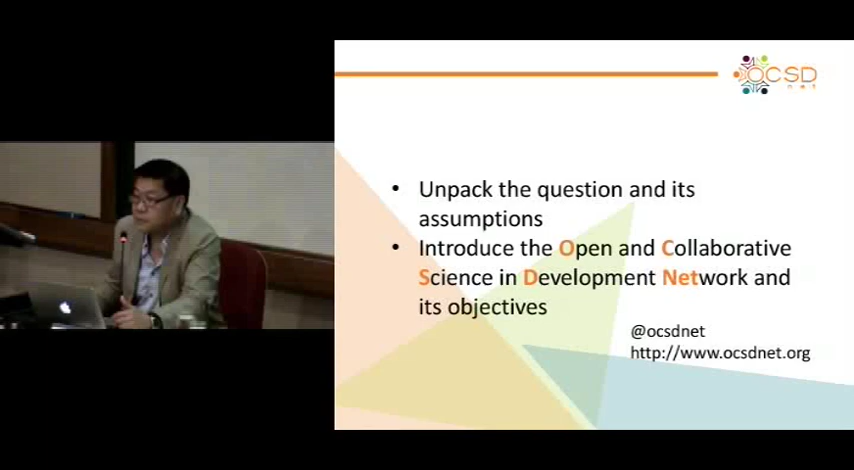 OCSD
net
• Unpack the question and its
assumptions
• Introduce the Open and Collaborative
Science in Development Network and
its objectives
@ocsdnet
http://www.ocsdnet.org